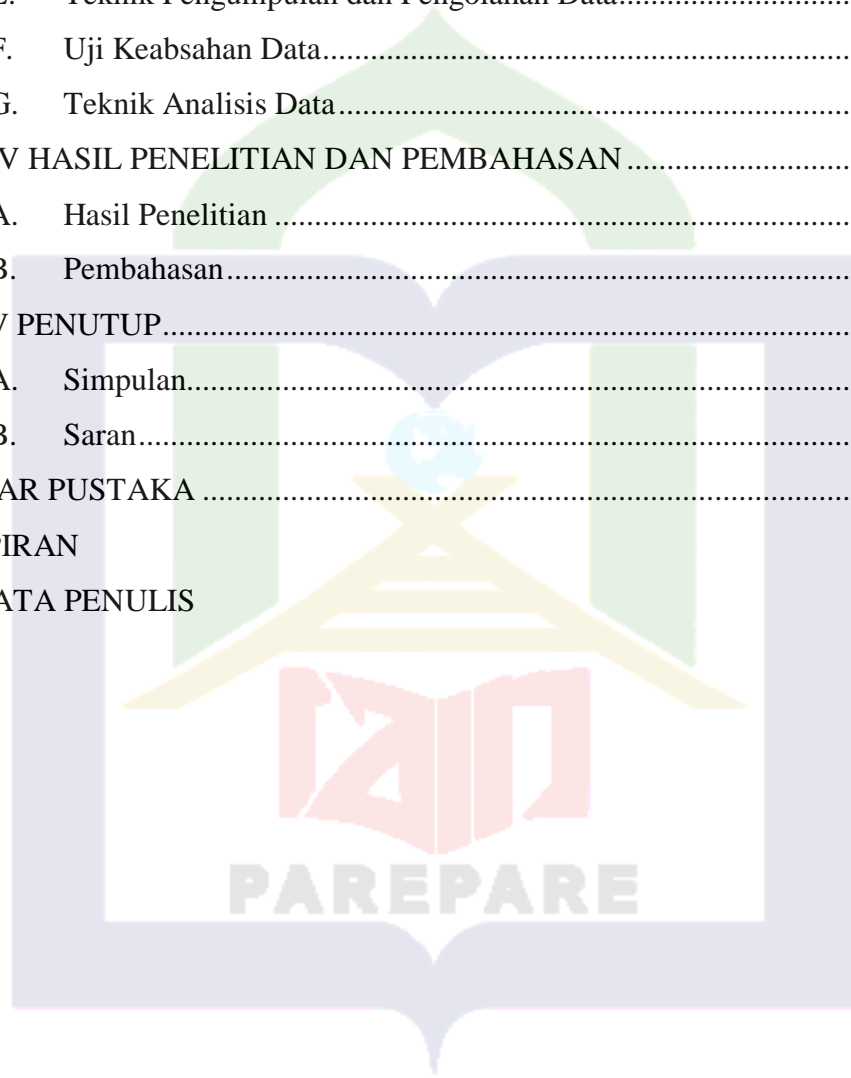 E. Teknik Pengumpulan dan Pengolahan Data..............................
F. Uji Keabsahan Data..................................................................
G. Teknik Analisis Data................................................................
V HASIL PENELITIAN DAN PEMBAHASAN............................
A. Hasil Penelitian........................................................................
B. Pembahasan..............................................................................
V PENUTUP......................................................................................
A. Simpulan...................................................................................
B. Saran.........................................................................................
AR PUSTAKA.................................................................................
PIRAN
ATA PENULIS
iain
PAREPARE